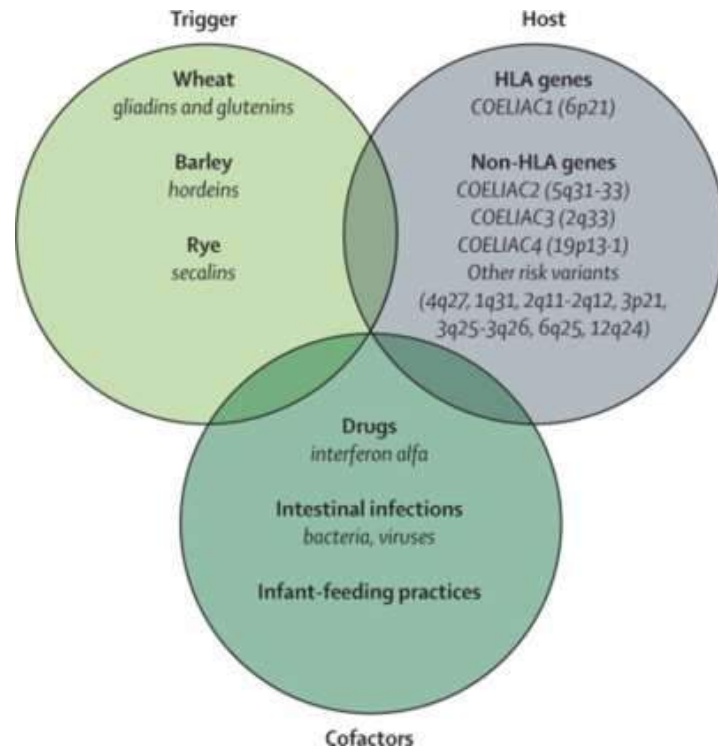 Trigger
Wheat
gliadins and glutenins
Barley
hordeins
Rye
secalins
Host
HLA genes
COELIAC1 (6p21)
Non-HLA genes
COELIAC2 (5q31-33)
COELIAC3 (2q33)
COELIAC4 (19p13·1)
Other risk variants
(4q27, 1q31, 2q11-2q12, 3p21,
3q25-3q26, 6q25, 12q24)
Drugs
interferon alfa
Intestinal infections
bacteria, viruses
Infant-feeding practices
Cofactors